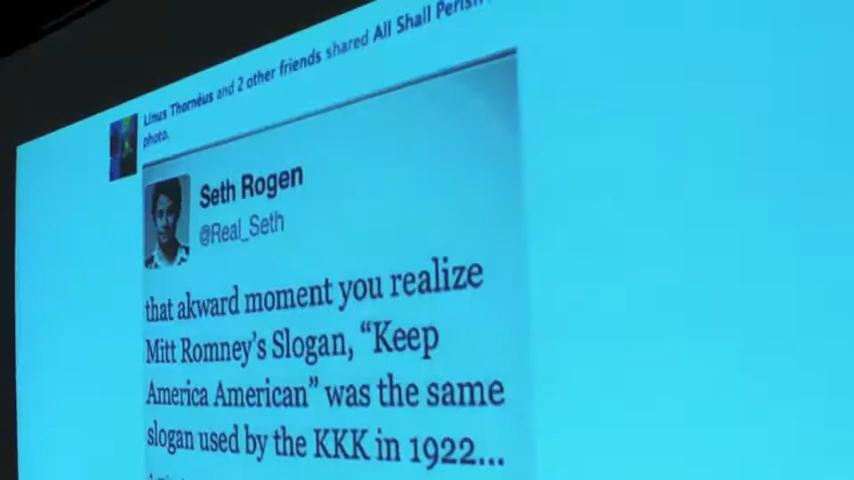 Linus Thornéus and 2 other friends shared All Shall Perish
photo.
Seth Rogen
@Real_Seth
that akward moment you realize
Mitt Romney's Slogan, “Keep
America American” was the same
slogan used by the KKK in 1922...